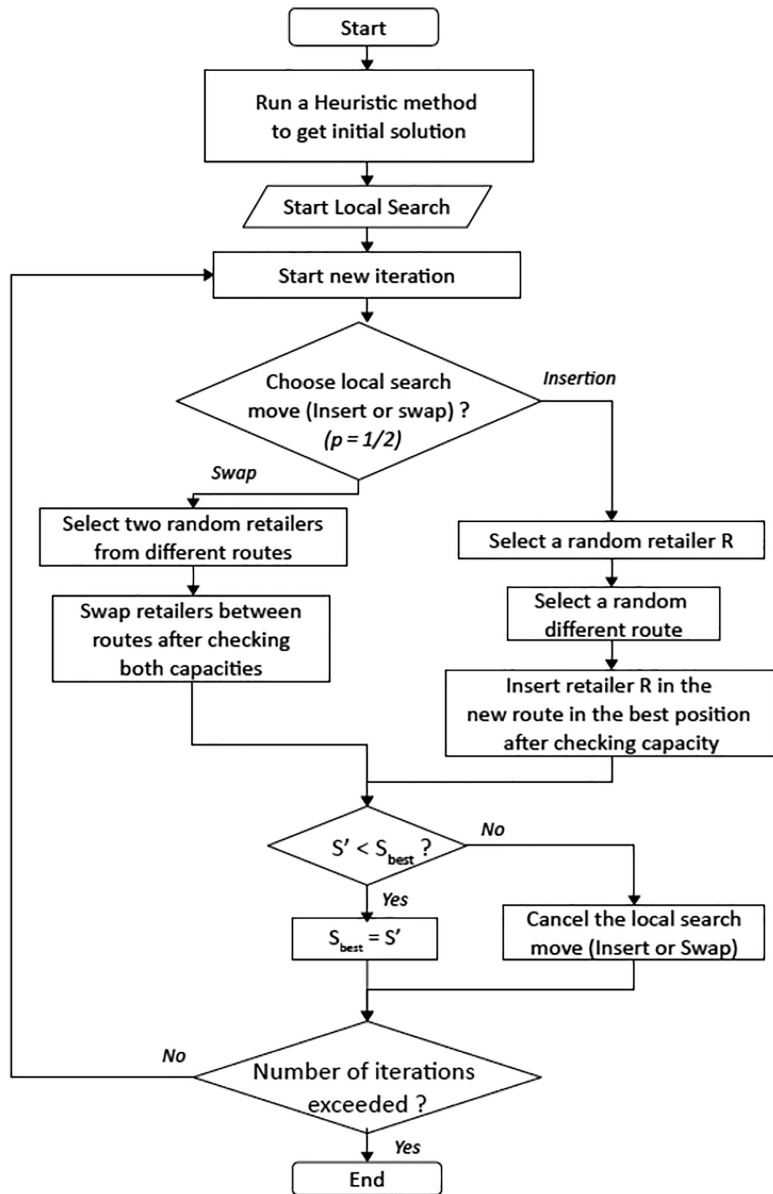 Start
Run a Heuristic method
to get initial solution
Start Local Search
Start new iteration
Choose local search
move (Insert or swap) ?
(p = 1/2)
Insertion
Swap
Select two random retailers
from different routes
Swap retailers between
routes after checking
both capacities
Select a random retailer R
Select a random
different route
Insert retailer R in the
new route in the best position
after checking capacity
S' < Sbest ?
No
Yes
Sbest = S'
Cancel the local search
move (Insert or Swap)
No
Number of iterations
exceeded ?
Yes
End